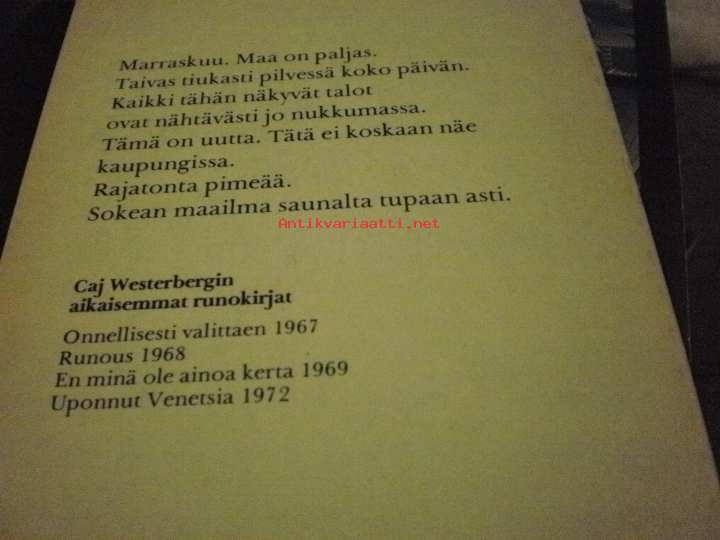 Marraskuu. Maa on paljas.
Taivas tiukasti pilvessä koko päivän.
Kaikki tähän näkyvät talot
ovat nähtävästi jo nukkumassa.
Tämä on uutta. Tätä ei koskaan näe
kaupungissa.
Rajatonta pimeää.
Sokean maailma saunalta tupaan asti.
Antikvariaatti.net
Caj Westerbergin
aikaisemmat runokirjat
Onnellisesti valittaen 1967
Runous 1968
En minä ole ainoa kerta 1969
Uponnut Venetsia 1972